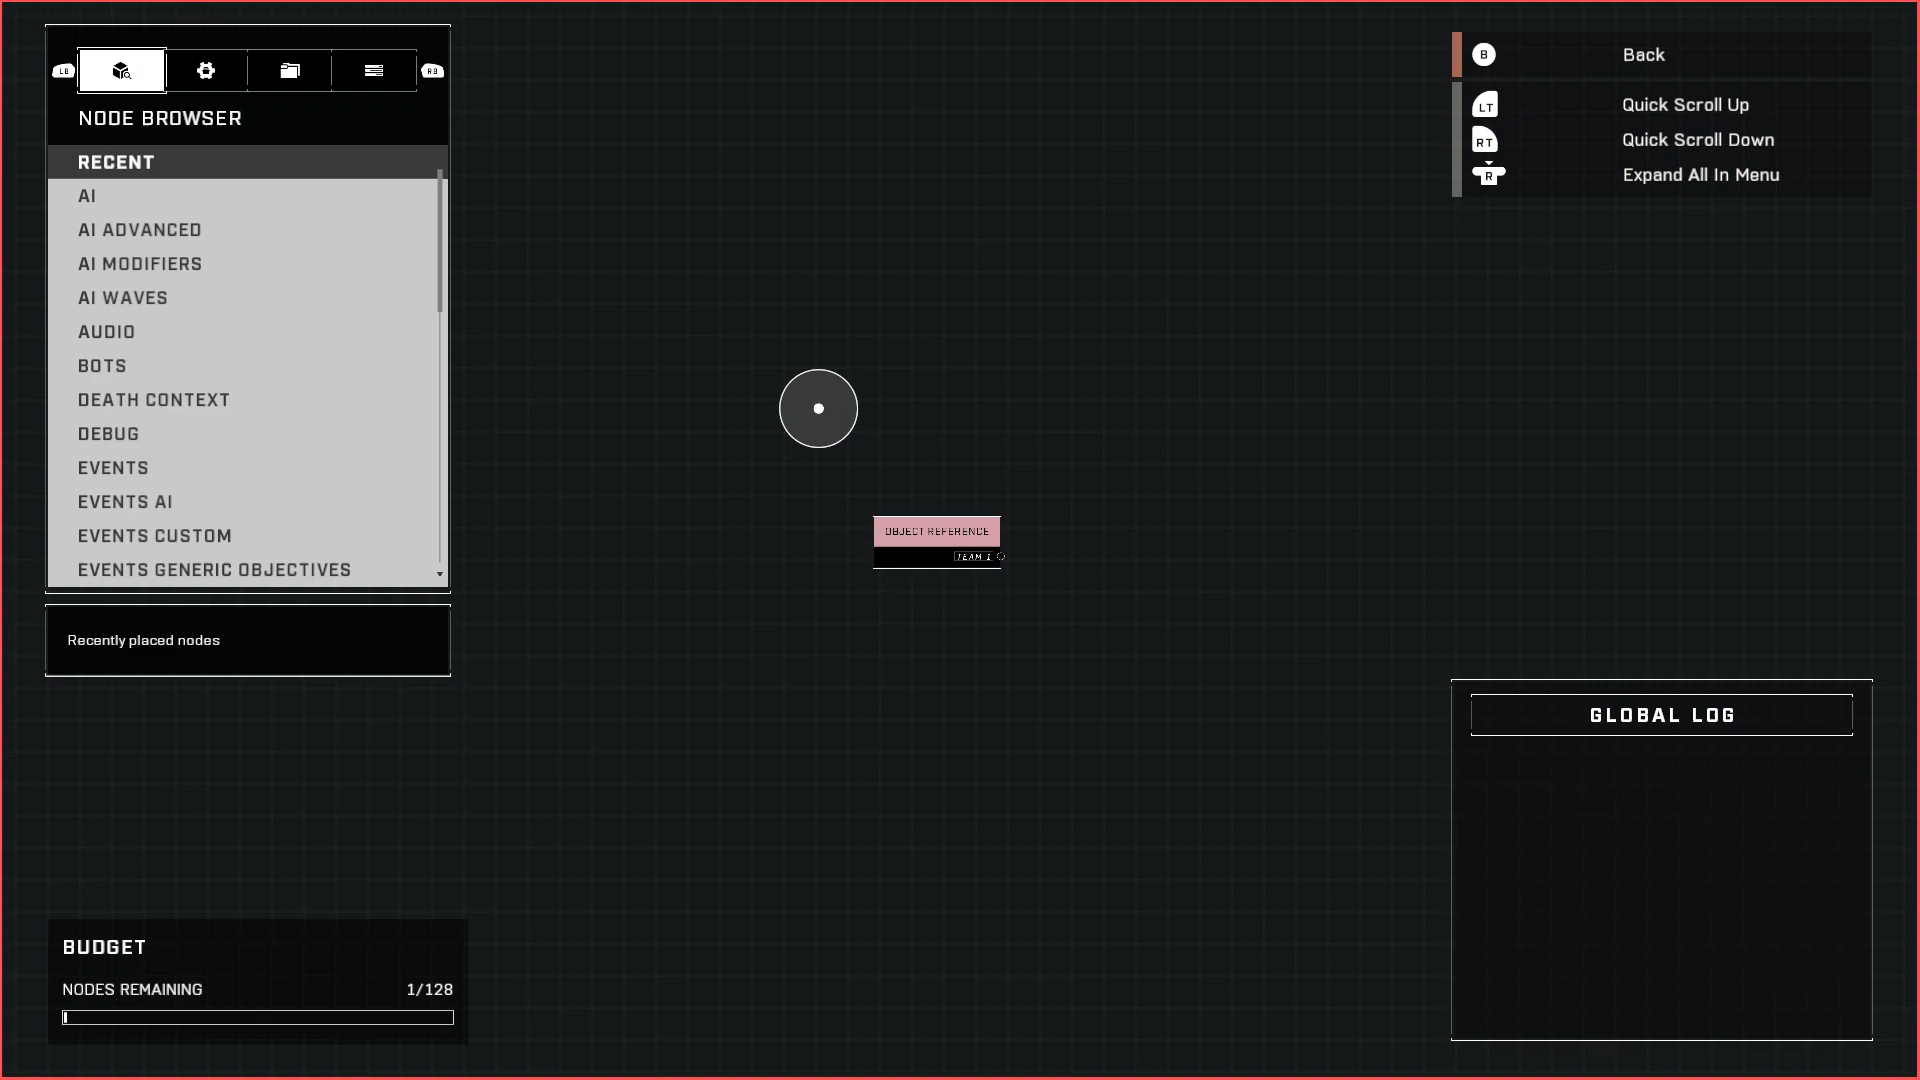 LB
RB
NODE BROWSER
RECENT
AI
AI ADVANCED
AI MODIFIERS
AI WAVES
AUDIO
BOTS
DEATH CONTEXT
DEBUG
EVENTS
EVENTS AI
EVENTS CUSTOM
EVENTS GENERIC OBJECTIVES
Recently placed nodes
BUDGET
NODES REMAINING 1/128
OBJECT REFERENCE
TEAM 1
B Back
LT Quick Scroll Up
RT Quick Scroll Down
R Expand All In Menu
GLOBAL LOG